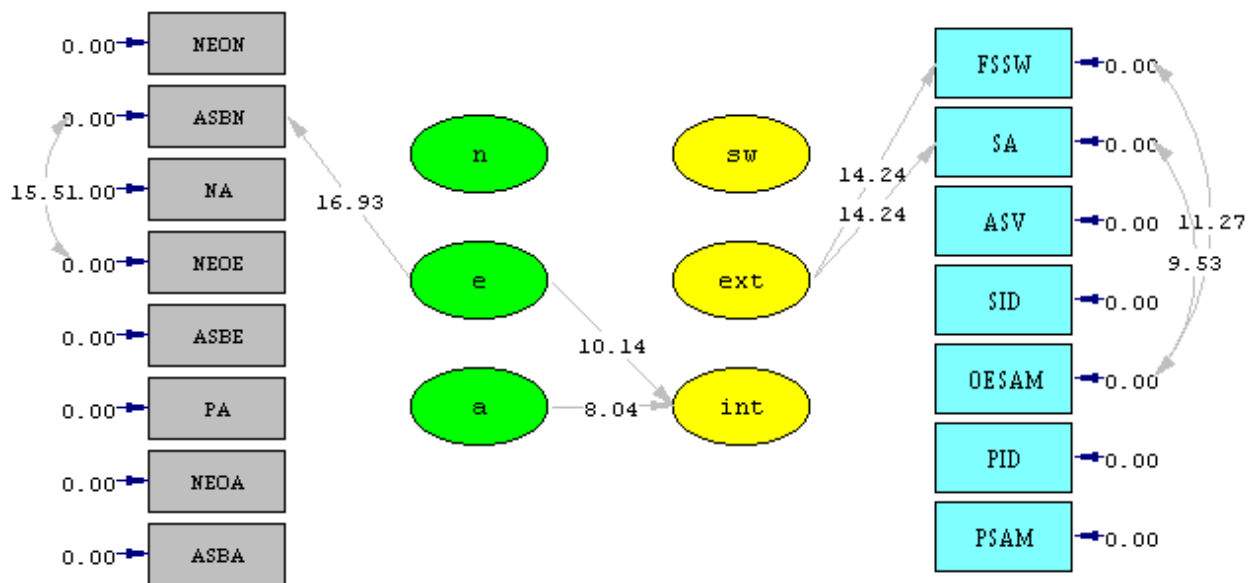 0.00 NEON
0.00 ASBN
15.51.00 NA
0.00 NEOE
0.00 ASBE
0.00 PA
0.00 NEOA
0.00 ASBA
16.93
n
e
a
10.14
8.04
sw
ext
int
14.24
14.24
FSSW 0.00
SA 0.00
ASV 0.00
SID 0.00
OESAM 0.00
PID 0.00
PSAM
11.27
9.53